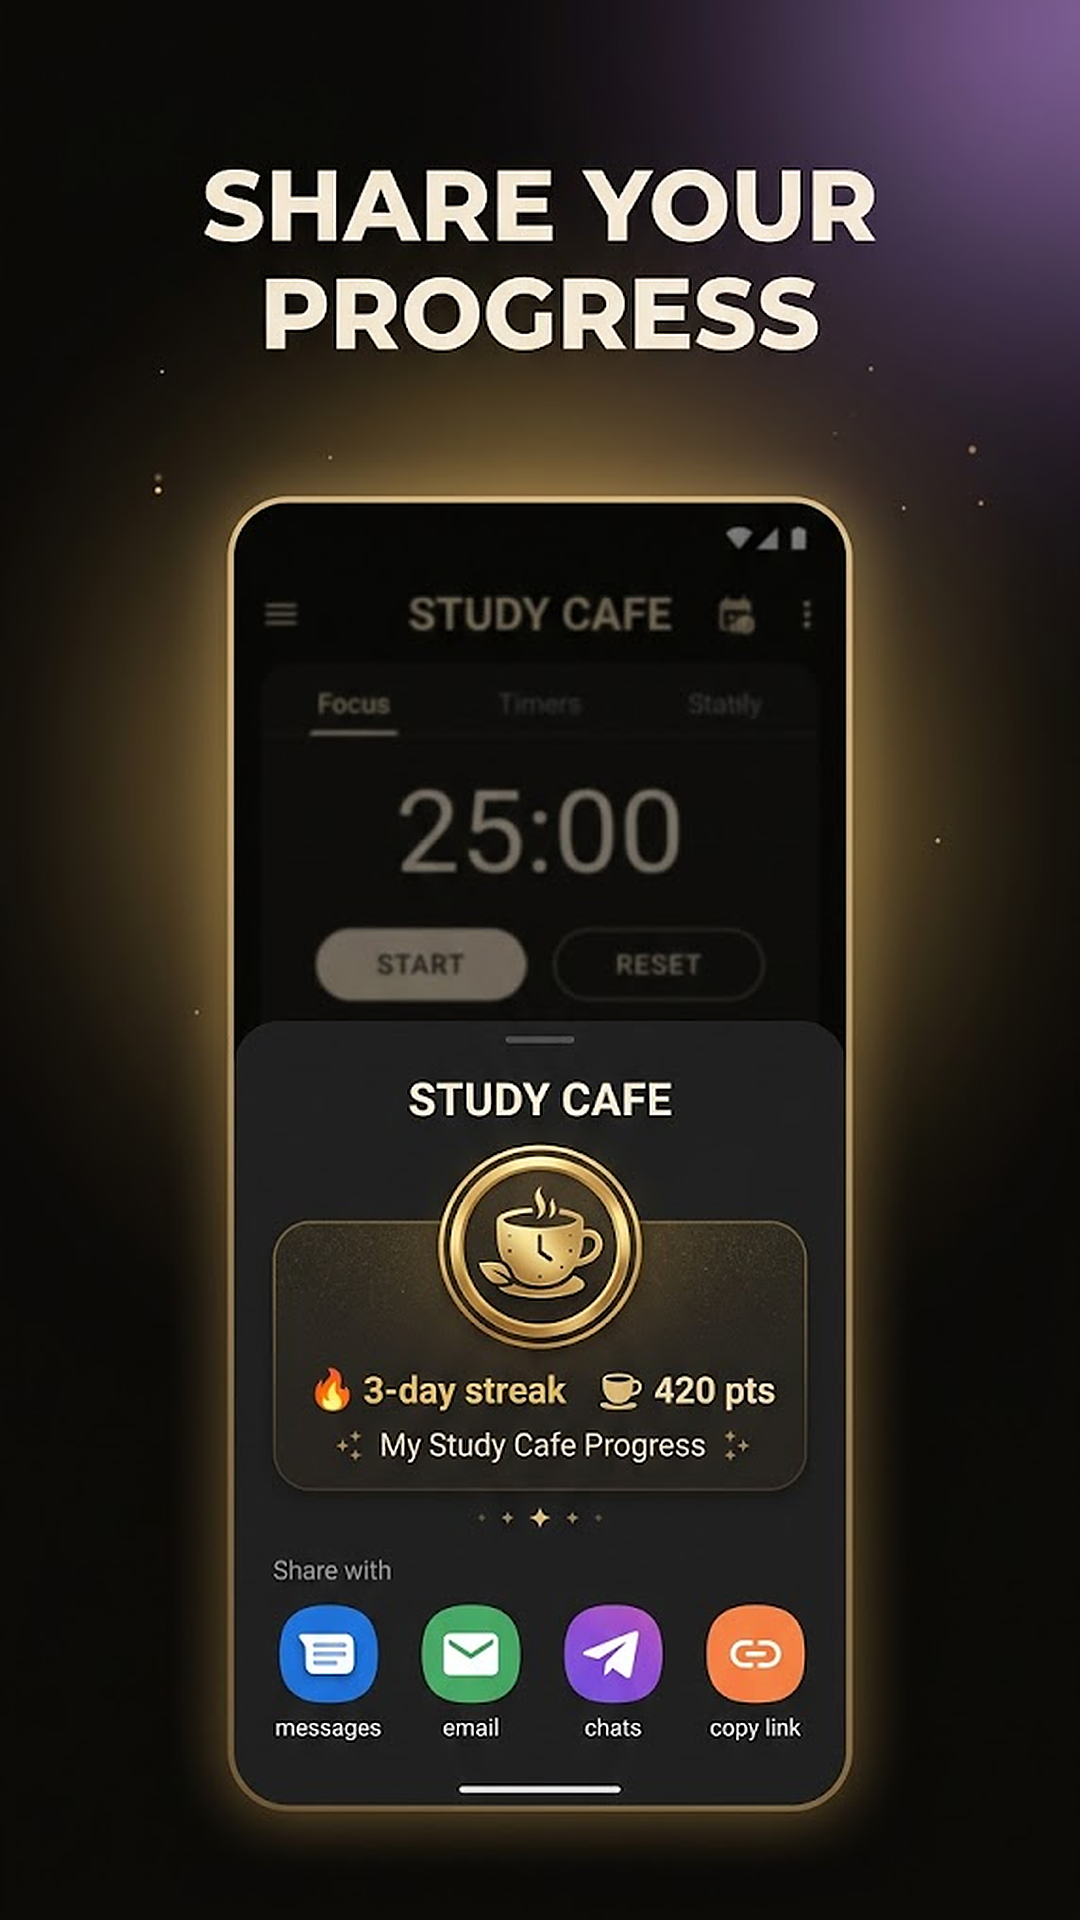 SHARE YOUR
PROGRESS
STUDY CAFE
Focus Timers
25:00
START RESET
STUDY CAFE
3-day streak 420 pts
My Study Cafe Progress
Share with
messages email chats copy link